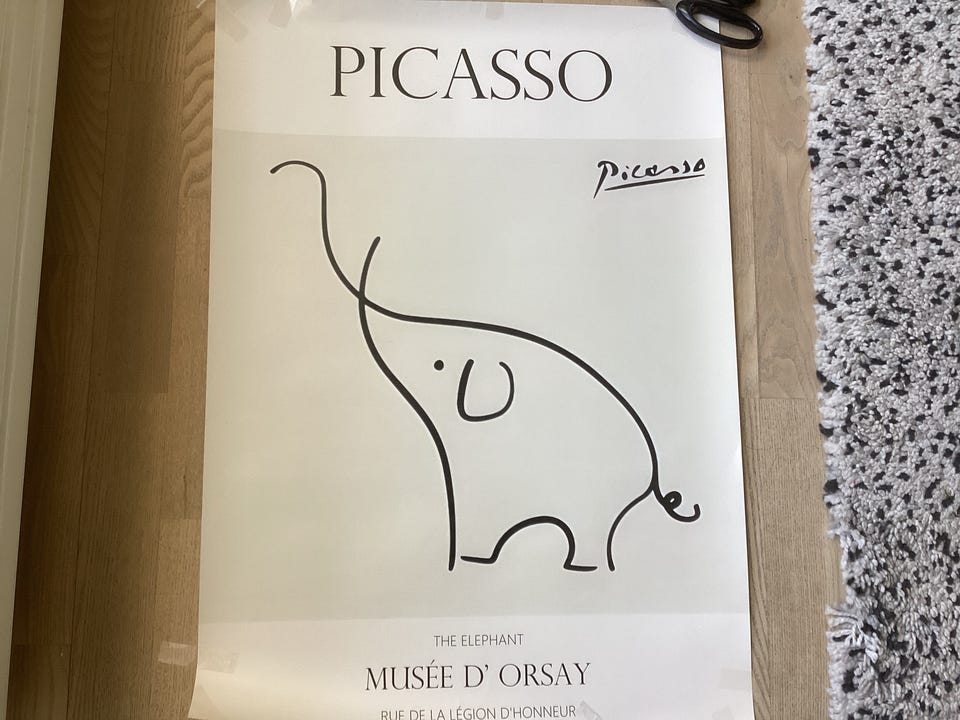 PICASSO
Picasso
THE ELEPHANT
MUSÉE D' ORSAY
RUE DE LA LÉGION D'HONNEUR